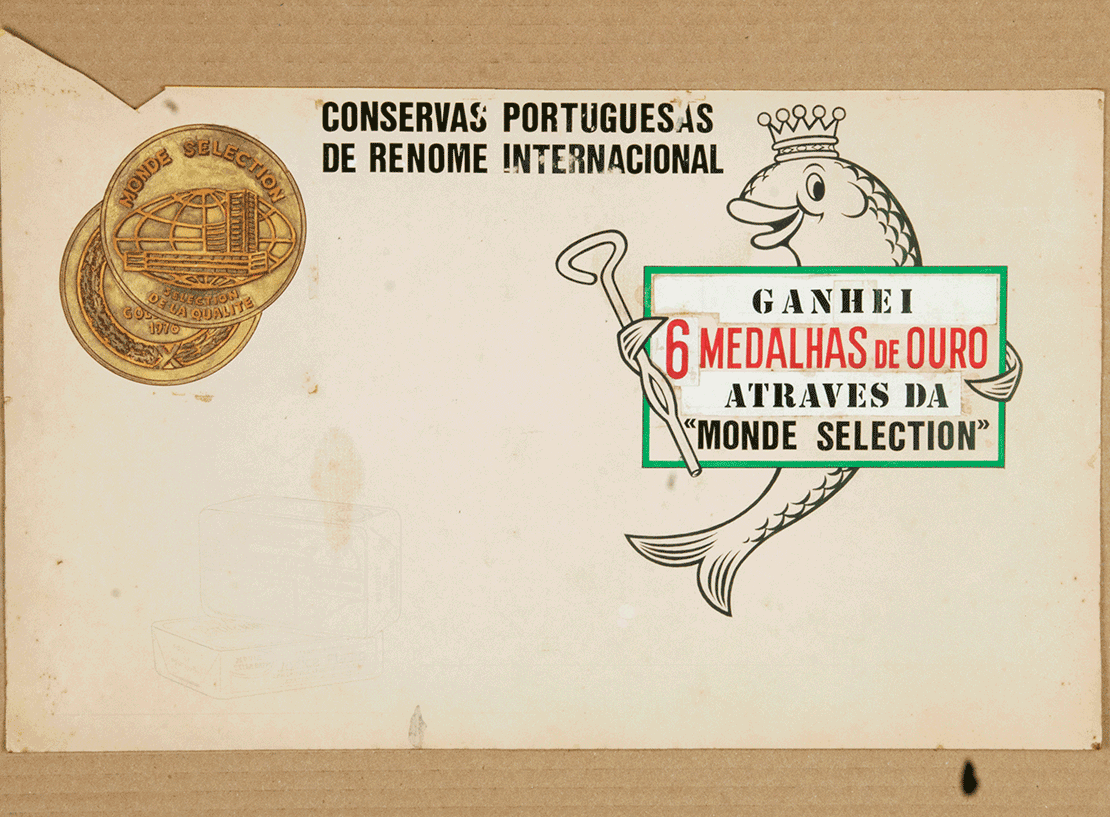 CONSERVAS PORTUGUESAS
DE RENOME INTERNACIONAL
MONDE SELECTION
SELECTION
DE LA QUALITE
1978
GANHEI
6 MEDALHAS DE OURO
ATRAVES DA
“MONDE SELECTION”